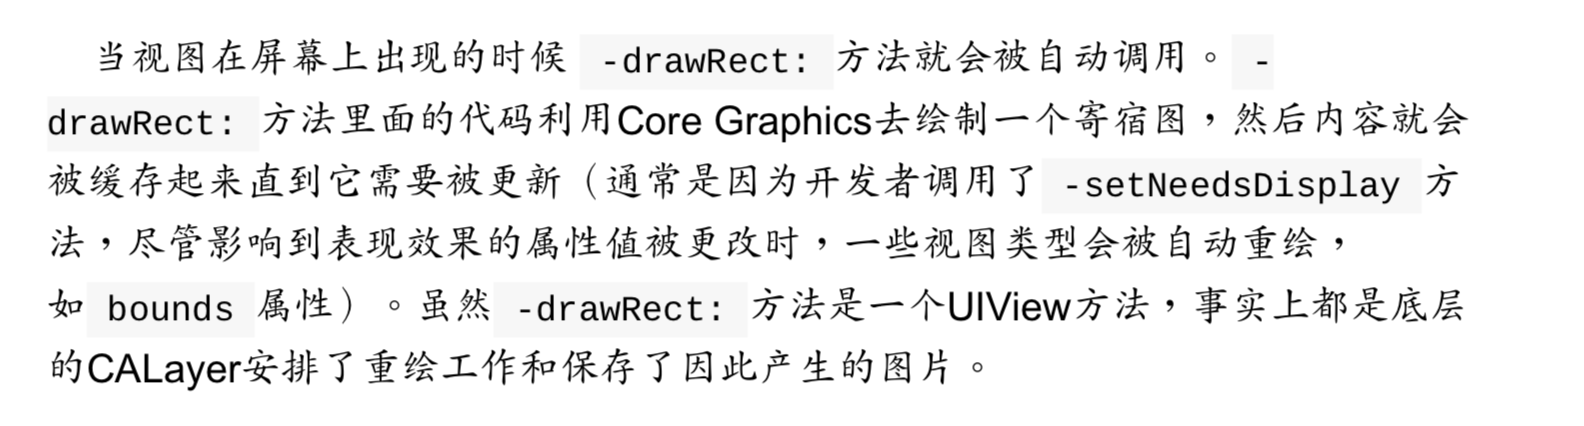 当视图在屏幕上出现的时候 -drawRect: 方法就会被自动调用。 -
drawRect: 方法里面的代码利用Core Graphics去绘制一个寄宿图，然后内容就会
被缓存起来直到它需要被更新（通常是因为开发者调用了 -setNeedsDisplay 方
法，尽管影响到表现效果的属性值被更改时，一些视图类型会被自动重绘，
如 bounds 属性）。虽然 -drawRect: 方法是一个UIView方法，事实上都是底层
的CALayer安排了重绘工作和保存了因此产生的图片。